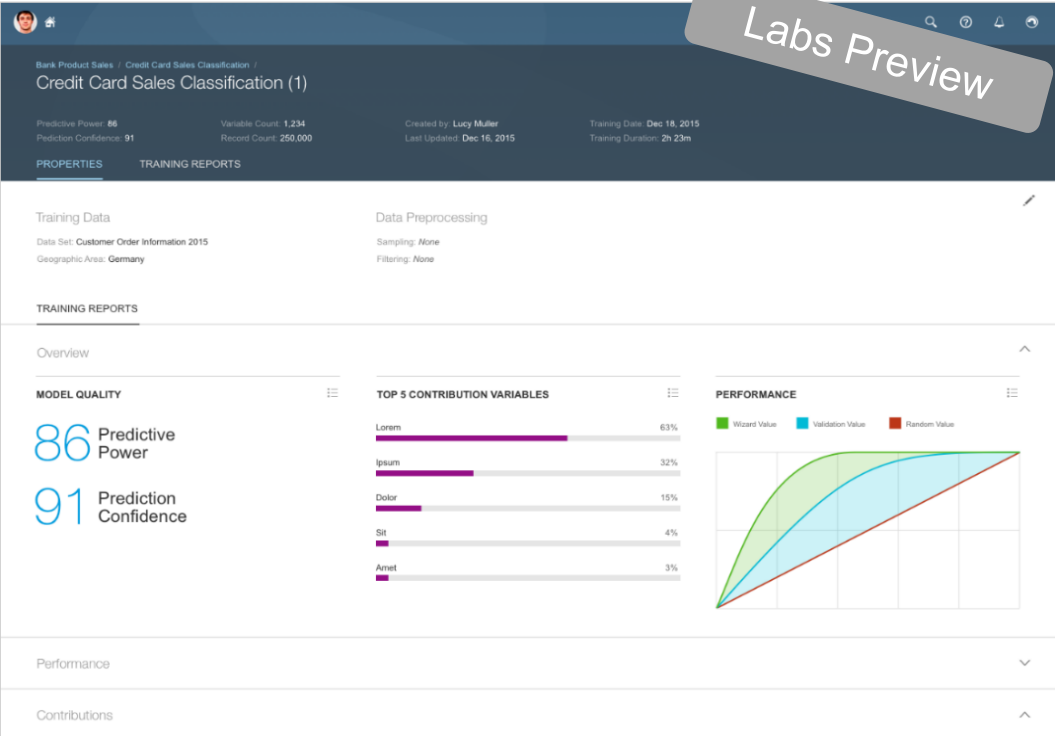 Labs Preview
Bank Product Sales / Credit Card Sales Classification /
Credit Card Sales Classification (1)
Predictive Power: 86 Variable Count: 1,234 Created by: Lucy Muller Training Date: Dec 18, 2015
Pediction Confidence: 91 Record Count: 250,000 Last Updated: Dec 16, 2015 Training Duration: 2h 23m
PROPERTIES TRAINING REPORTS
Training Data Data Preprocessing
Data Set: Customer Order Information 2015 Sampling: None
Geographic Area: Germany Filtering: None
TRAINING REPORTS
Overview
MODEL QUALITY
86 Predictive Power
91 Prediction Confidence
TOP 5 CONTRIBUTION VARIABLES
Lorem 63%
Ipsum 32%
Dolor 15%
Sit 4%
Amet 3%
PERFORMANCE
Wizard Value Validation Value Random Value
Performance
Contributions